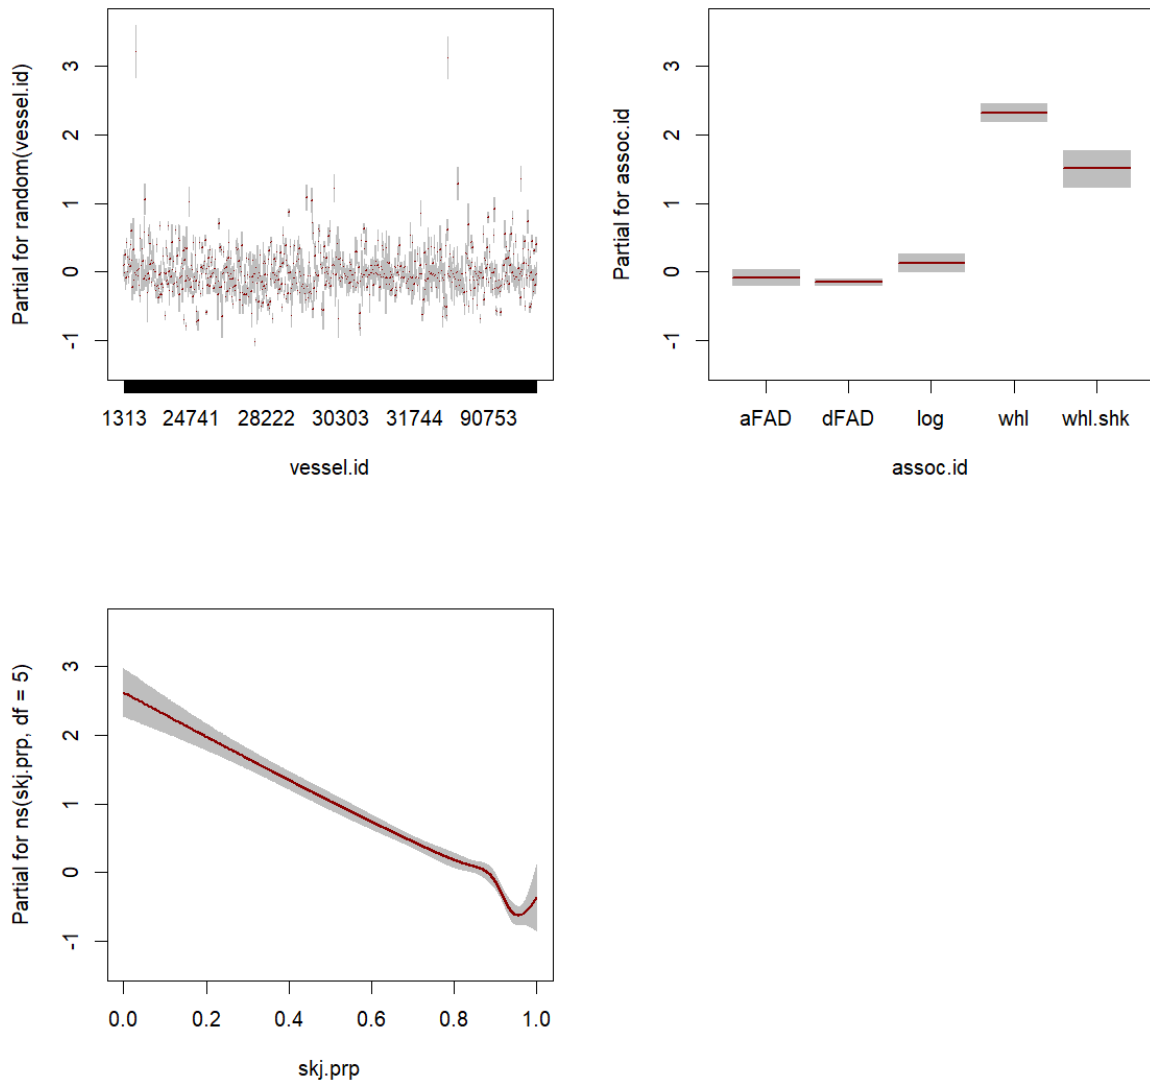 Partial for random(vessel.id)
3
2
1
0
-1
1313 24741 28222 30303 31744 90753
vessel.id
Partial for assoc.id
3
2
1
0
-1
aFAD dFAD log whl whl.shk
assoc.id
Partial for ns(skj.prp, df = 5)
3
2
1
0
-1
0.0 0.2 0.4 0.6 0.8 1.0
skj.prp